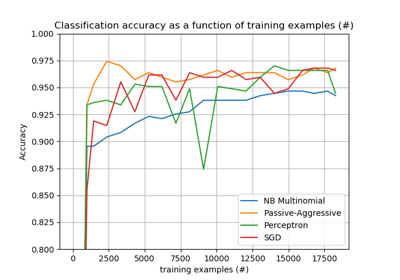 Classification accuracy as a function of training examples (#)
1.000
0.975
0.950
0.925
0.900
0.875
0.850
0.825
0.800
Accuracy
NB Multinomial
Passive-Aggressive
Perceptron
SGD
0 2500 5000 7500 10000 12500 15000 17500
training examples (#)